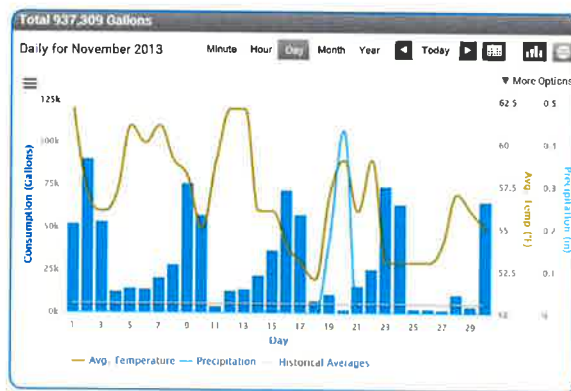 Total 937,309 Gallons
Daily for November 2013
Minute Hour Day Month Year Today
▼ More Options
125k 62.5 0.5
100k 60 0.4
75k 57.5 0.3
50k 55 0.2
25k 52.5 0.1
0k 50 0
Consumption (Gallons)
Avg. Temp (°F)
Precipitation (in)
1 3 5 7 9 11 13 15 17 19 21 23 25 27 29
Day
Avg. Temperature Precipitation Historical Averages